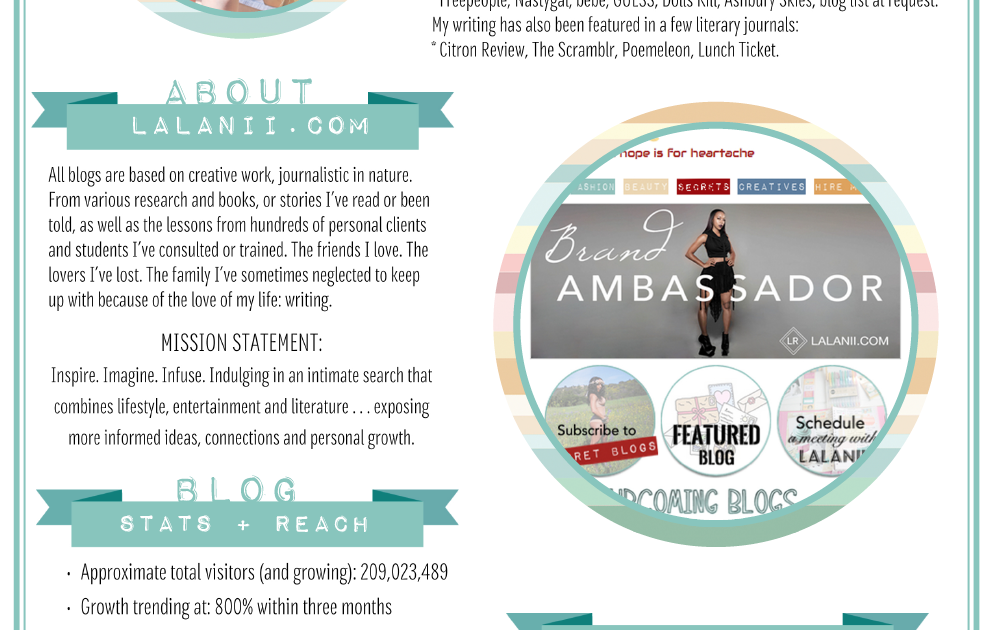 Freepeople, Nastygal, bebe, GUESS, Dolls Kill, Ashbury Skies, blog list at request.
My writing has also been featured in a few literary journals:
* Citron Review, The Scramblr, Poemeleon, Lunch Ticket.
ABOUT
LALANII.COM
All blogs are based on creative work, journalistic in nature.
From various research and books, or stories I've read or been
told, as well as the lessons from hundreds of personal clients
and students I've consulted or trained. The friends I love. The
lovers I've lost. The family I've sometimes neglected to keep
up with because of the love of my life: writing.
MISSION STATEMENT:
Inspire. Imagine. Infuse. Indulging in an intimate search that
combines lifestyle, entertainment and literature . . . exposing
more informed ideas, connections and personal growth.
BLOG
STATS + REACH
• Approximate total visitors (and growing): 209,023,489
• Growth trending at: 800% within three months
hope is for heartache
ASHION BEAUTY SECRETS CREATIVES HIRE
Brand
AMBASSADOR
LR LALANII.COM
Subscribe to
RET BLOGS
FEATURED
BLOG
Schedule
a meeting with
LALANII
UPCOMING BLOGS